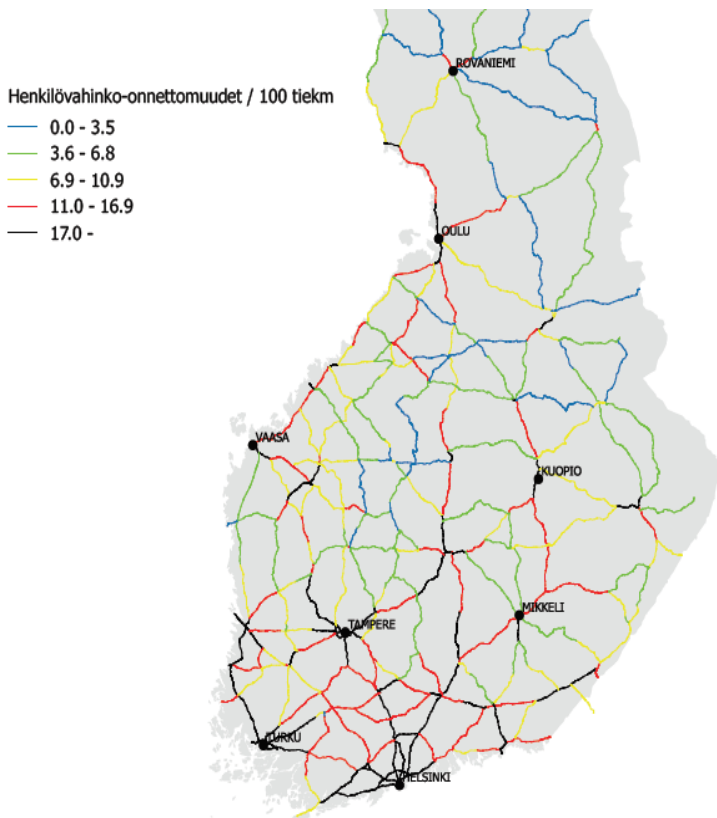 ROVANIEMI
Henkilövahinko-onnettomuudet / 100 tiekm
0.0 - 3.5
3.6 - 6.8
6.9 - 10.9
11.0 - 16.9
17.0 -
OULU
VAASA
KUOPIO
MIKKELI
TAMPERE
TURKU
HELSINKI